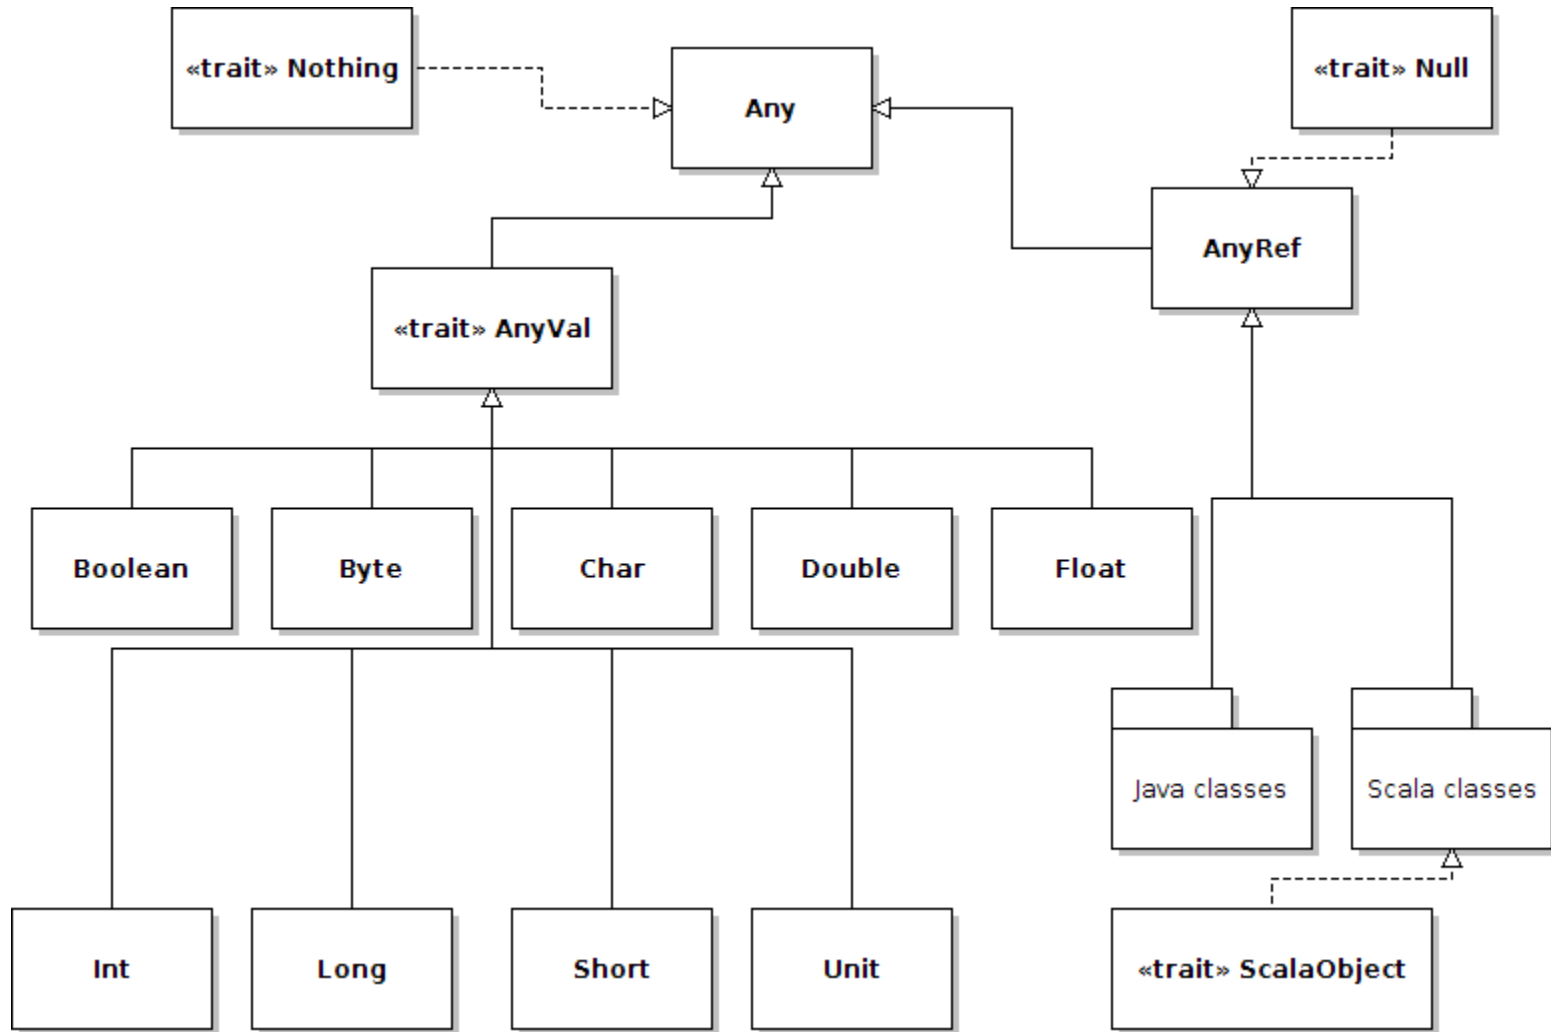 «trait» Nothing
Any
«trait» Null
AnyRef
«trait» AnyVal
Boolean
Byte
Char
Double
Float
Java classes
Scala classes
Int
Long
Short
Unit
«trait» ScalaObject